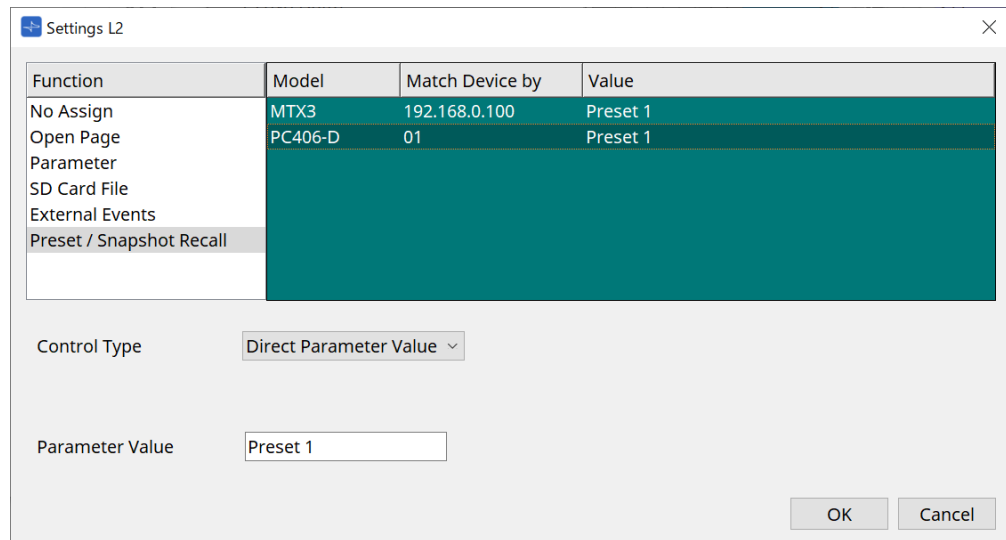 Settings L2
Function Model Match Device by Value
No Assign MTX3 192.168.0.100 Preset 1
Open Page PC406-D 01 Preset 1
Parameter
SD Card File
External Events
Preset / Snapshot Recall
Control Type Direct Parameter Value
Parameter Value Preset 1
OK Cancel